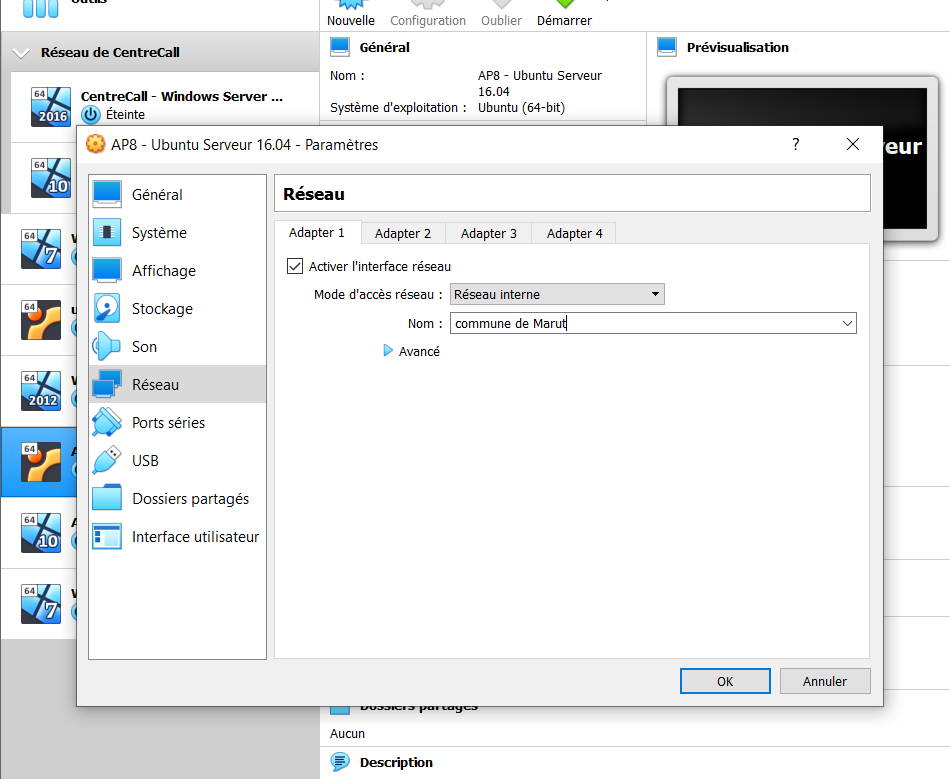 Outils
Nouvelle Configuration Oublier Démarrer
Réseau de CentreCall
Général
Prévisualisation
Nom : AP8 - Ubuntu Serveur
16.04
Système d'exploitation : Ubuntu (64-bit)
64
2016
CentreCall - Windows Server ...
Éteinte
64
10
64
7
64
64
2012
64
64
10
64
7
AP8 - Ubuntu Serveur 16.04 - Paramètres
?
Général
Système
Affichage
Stockage
Son
Réseau
Ports séries
USB
Dossiers partagés
Interface utilisateur
Réseau
Adapter 1 Adapter 2 Adapter 3 Adapter 4
Activer l'interface réseau
Mode d'accès réseau : Réseau interne
Nom : commune de Marut
Avancé
OK Annuler
Dossiers partagés
Aucun
Description